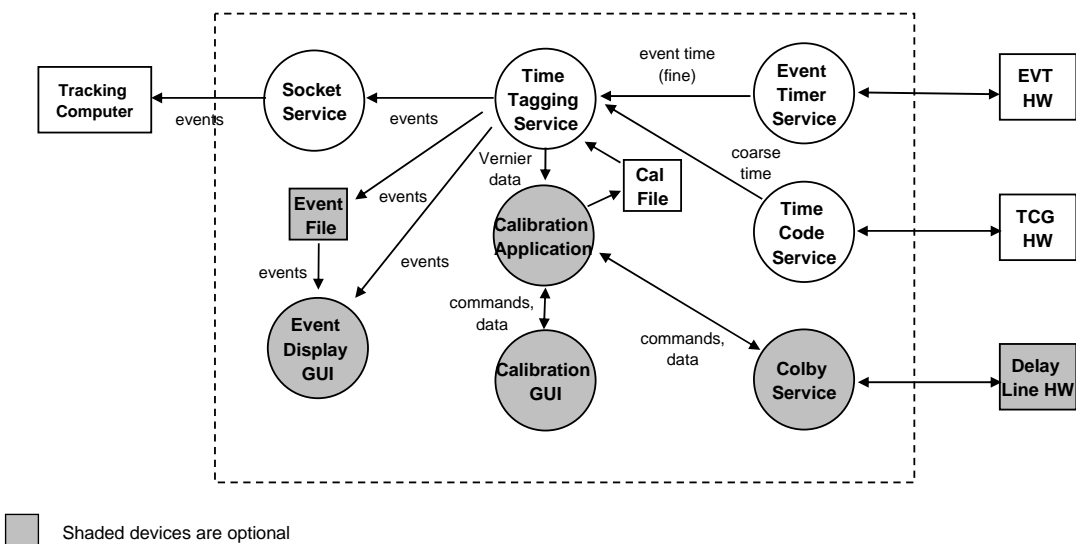 event time
(fine)
Tracking
Computer
events
Socket
Service
events
Time
Tagging
Service
Event
Timer
Service
EVT
HW
Vernier
data
coarse
time
Cal
File
Event
File
events
Calibration
Application
Time
Code
Service
TCG
HW
events
events
commands,
data
Event
Display
GUI
Calibration
GUI
commands,
data
Colby
Service
Delay
Line HW
Shaded devices are optional